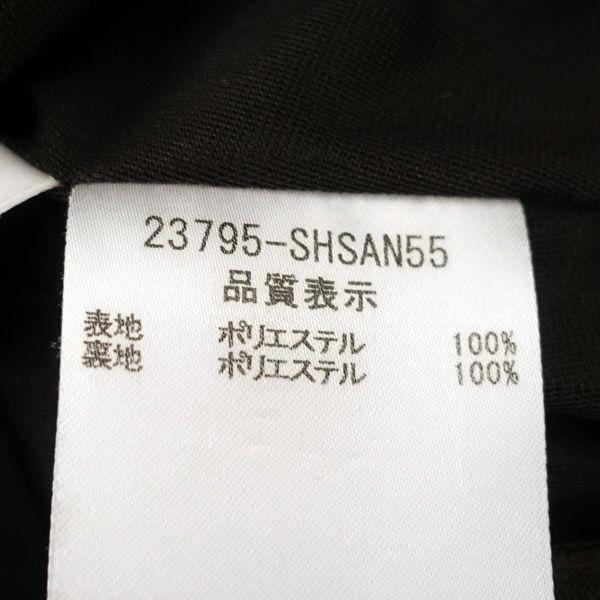 23795-SHSAN55
品質表示
表地 ポリエステル 100%
裏地 ポリエステル 100%